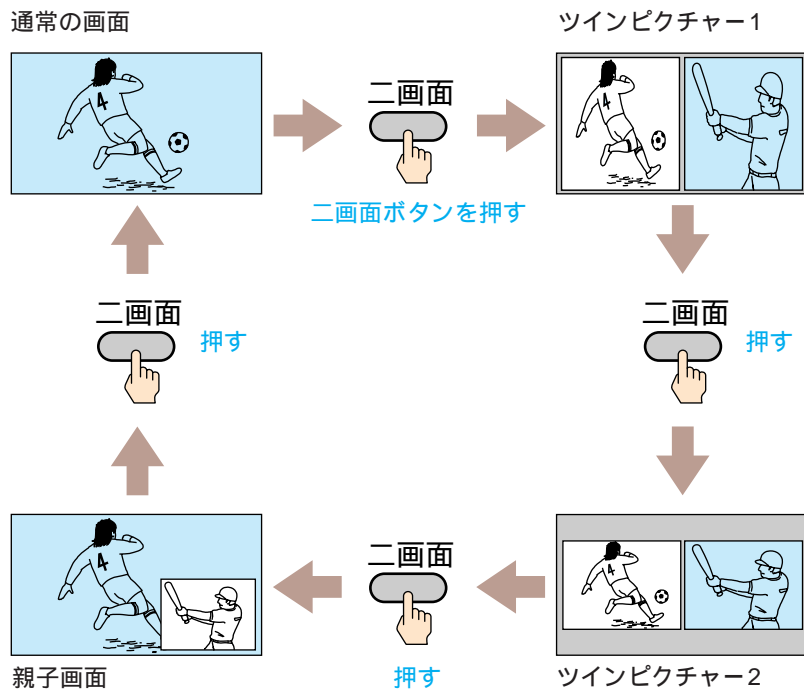 通常の画面
ツインピクチャー1
4
二画面
4
二画面ボタンを押す
二画面
押す
二画面
押す
4
二画面
4
親子画面
押す
ツインピクチャー2